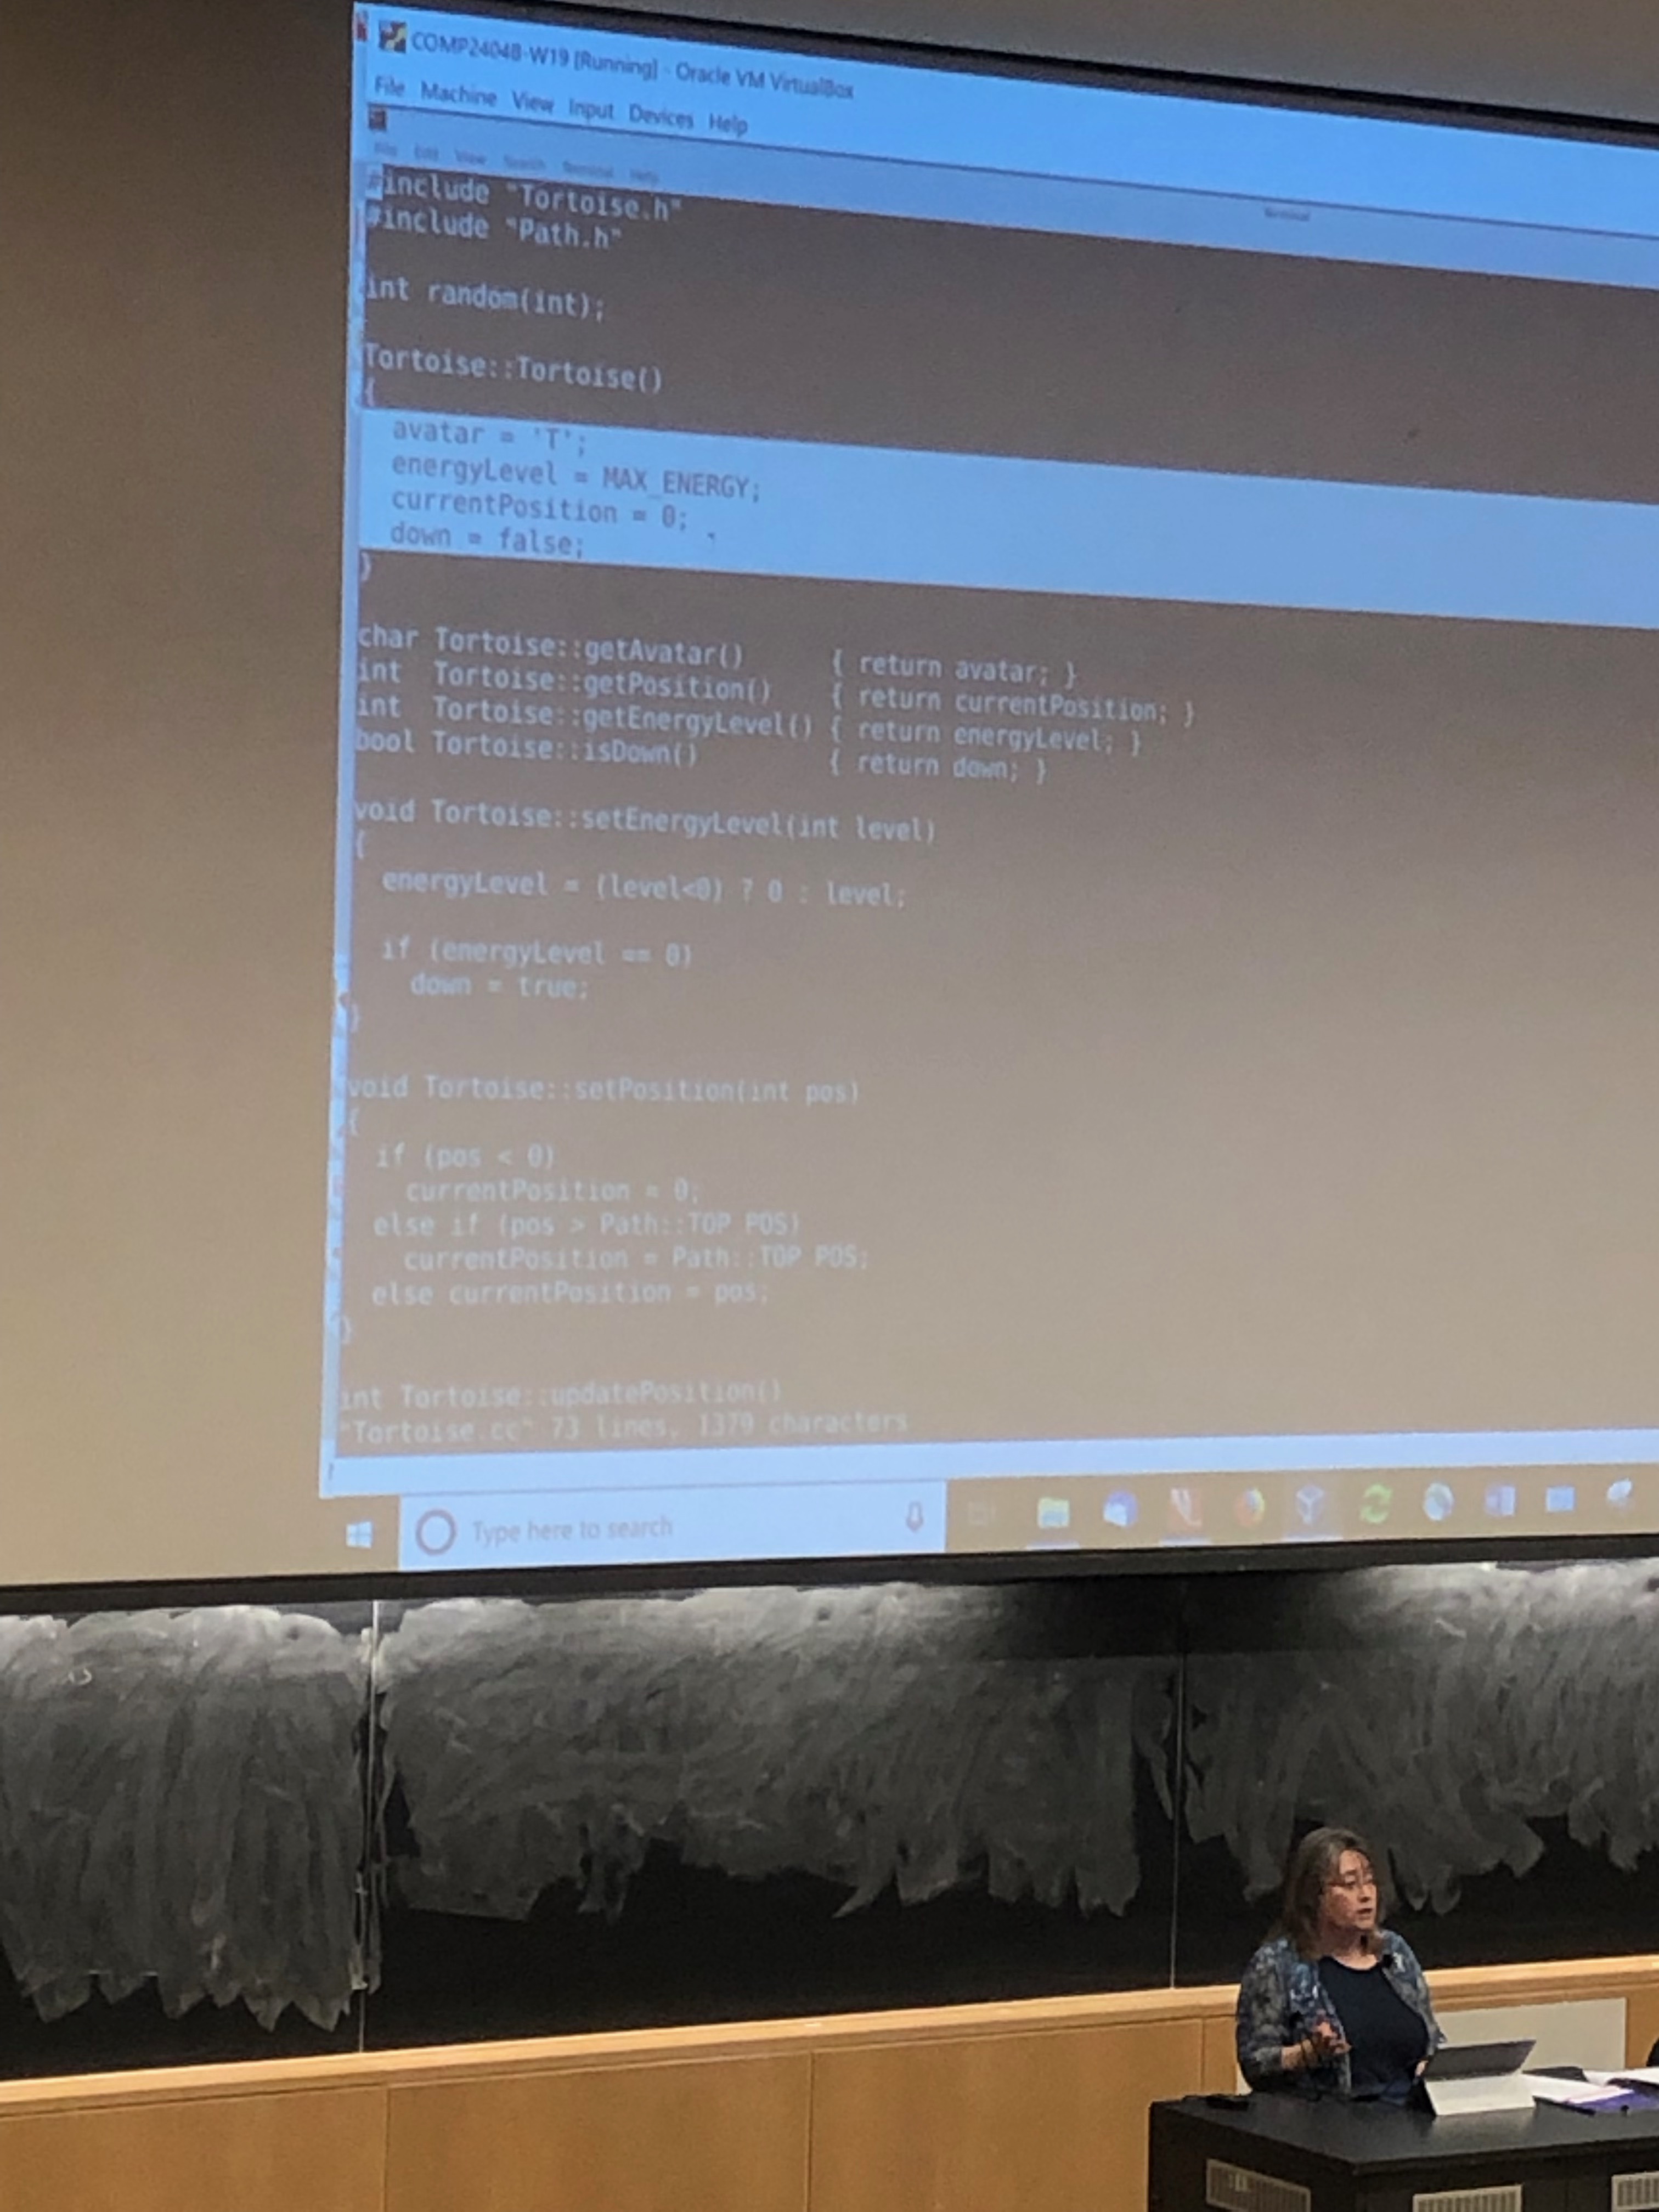 COMP2404B-W19 [Running] - Oracle VM VirtualBox
File Machine View Input Devices Help
File Edit View Search Terminal Help
Terminal
#include "Tortoise.h"
#include "Path.h"
int random(int);
Tortoise::Tortoise()
{
avatar = 'T';
energyLevel = MAX_ENERGY;
currentPosition = 0;
down = false;
}
char Tortoise::getAvatar() { return avatar; }
int Tortoise::getPosition() { return currentPosition; }
int Tortoise::getEnergyLevel() { return energyLevel; }
bool Tortoise::isDown() { return down; }
void Tortoise::setEnergyLevel(int level)
{
energyLevel = (level<0) ? 0 : level;
if (energyLevel == 0)
down = true;
}
void Tortoise::setPosition(int pos)
{
if (pos < 0)
currentPosition = 0;
else if (pos > Path::TOP_POS)
currentPosition = Path::TOP_POS;
else currentPosition = pos;
}
int Tortoise::updatePosition()
"Tortoise.cc" 73 lines, 1379 characters
Type here to search